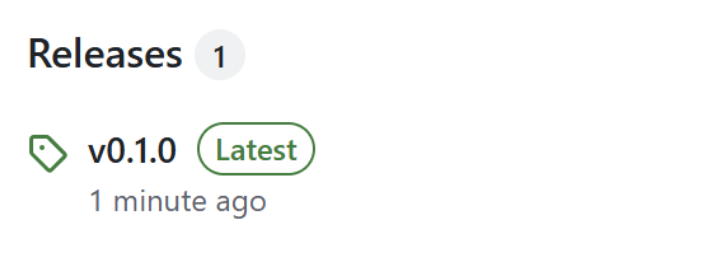 Releases 1
v0.1.0 Latest
1 minute ago